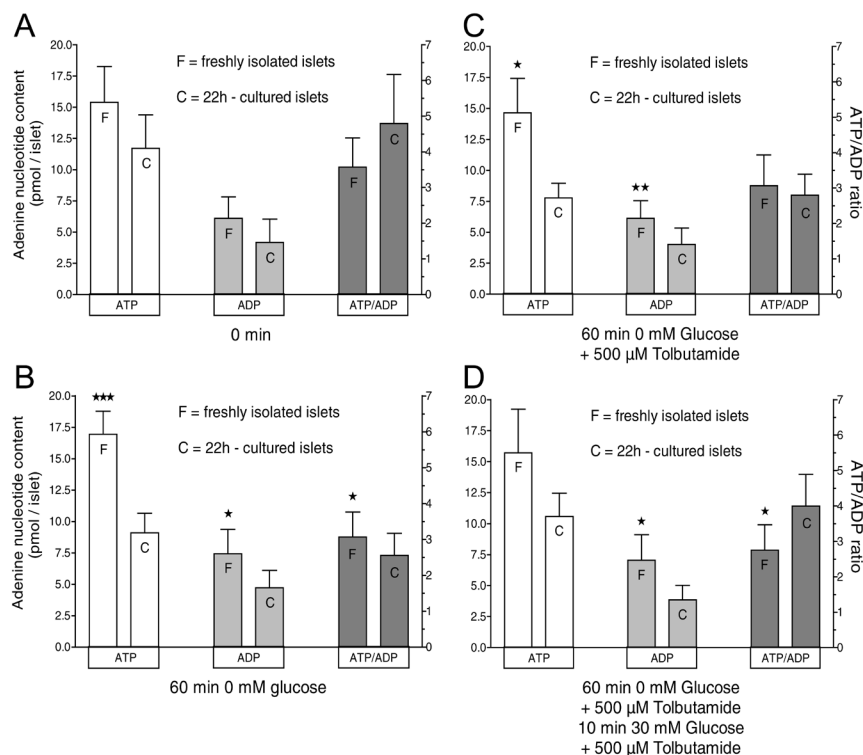 A
Adenine nucleotide content
(pmol / islet)
20.0
17.5
15.0
12.5
10.0
7.5
5.0
2.5
0.0
F = freshly isolated islets
C = 22h - cultured islets
F
C
F
C
F
C
7
6
5
4
3
2
1
0
ATP
ADP
ATP/ADP
0 min
C
20.0
17.5
15.0
12.5
10.0
7.5
5.0
2.5
0.0
F = freshly isolated islets
C = 22h - cultured islets
★
F
C
★★
F
C
F
C
7
6
5
4
3
2
1
0
ATP/ADP ratio
ATP
ADP
ATP/ADP
60 min 0 mM Glucose
+ 500 µM Tolbutamide
B
Adenine nucleotide content
(pmol / islet)
20.0
17.5
15.0
12.5
10.0
7.5
5.0
2.5
0.0
F = freshly isolated islets
C = 22h - cultured islets
★★★
F
C
★
F
C
★
F
C
7
6
5
4
3
2
1
0
ATP
ADP
ATP/ADP
60 min 0 mM glucose
D
20.0
17.5
15.0
12.5
10.0
7.5
5.0
2.5
0.0
F = freshly isolated islets
C = 22h - cultured islets
F
C
★
F
C
★
F
C
7
6
5
4
3
2
1
0
ATP/ADP ratio
ATP
ADP
ATP/ADP
60 min 0 mM Glucose
+ 500 µM Tolbutamide
10 min 30 mM Glucose
+ 500 µM Tolbutamide